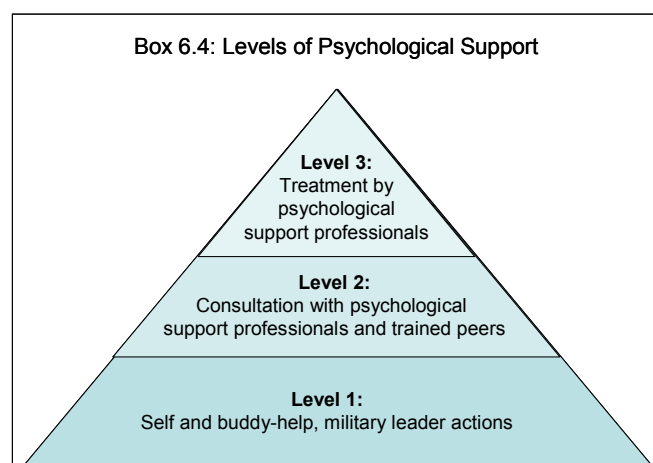 Box 6.4: Levels of Psychological Support
Level 3:
Treatment by
psychological
support professionals
Level 2:
Consultation with psychological
support professionals and trained peers
Level 1:
Self and buddy-help, military leader actions